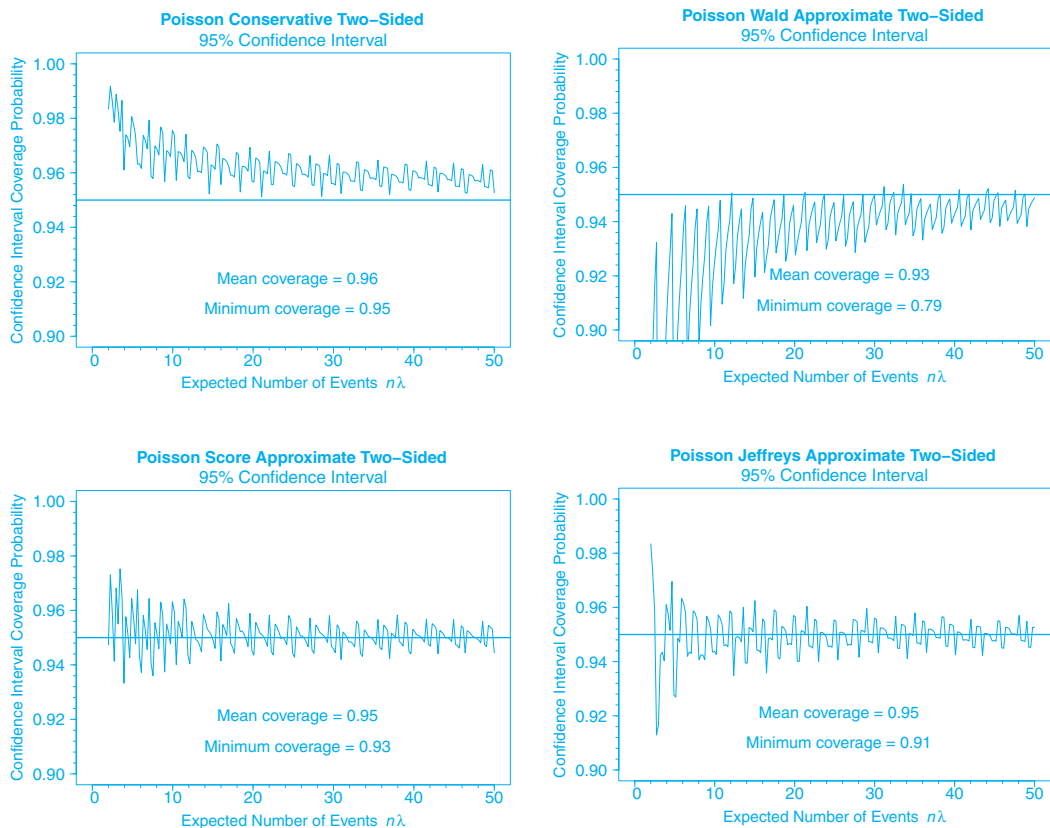 Poisson Conservative Two−Sided
95% Confidence Interval
Confidence Interval Coverage Probability
1.00
0.98
0.96
0.94
0.92
0.90
Mean coverage = 0.96
Minimum coverage = 0.95
0 10 20 30 40 50
Expected Number of Events nλ
Poisson Wald Approximate Two−Sided
95% Confidence Interval
Confidence Interval Coverage Probability
1.00
0.98
0.96
0.94
0.92
0.90
Mean coverage = 0.93
Minimum coverage = 0.79
0 10 20 30 40 50
Expected Number of Events nλ
Poisson Score Approximate Two−Sided
95% Confidence Interval
Confidence Interval Coverage Probability
1.00
0.98
0.96
0.94
0.92
0.90
Mean coverage = 0.95
Minimum coverage = 0.93
0 10 20 30 40 50
Expected Number of Events nλ
Poisson Jeffreys Approximate Two−Sided
95% Confidence Interval
Confidence Interval Coverage Probability
1.00
0.98
0.96
0.94
0.92
0.90
Mean coverage = 0.95
Minimum coverage = 0.91
0 10 20 30 40 50
Expected Number of Events nλ